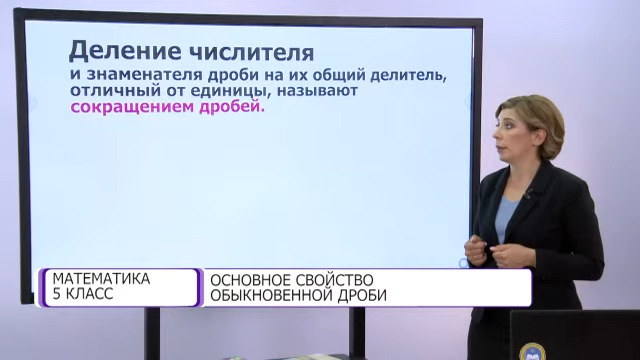 Деление числителя
и знаменателя дроби на их общий делитель,
отличный от единицы, называют
сокращением дробей.
МАТЕМАТИКА
5 КЛАСС
ОСНОВНОЕ СВОЙСТВО
ОБЫКНОВЕННОЙ ДРОБИ